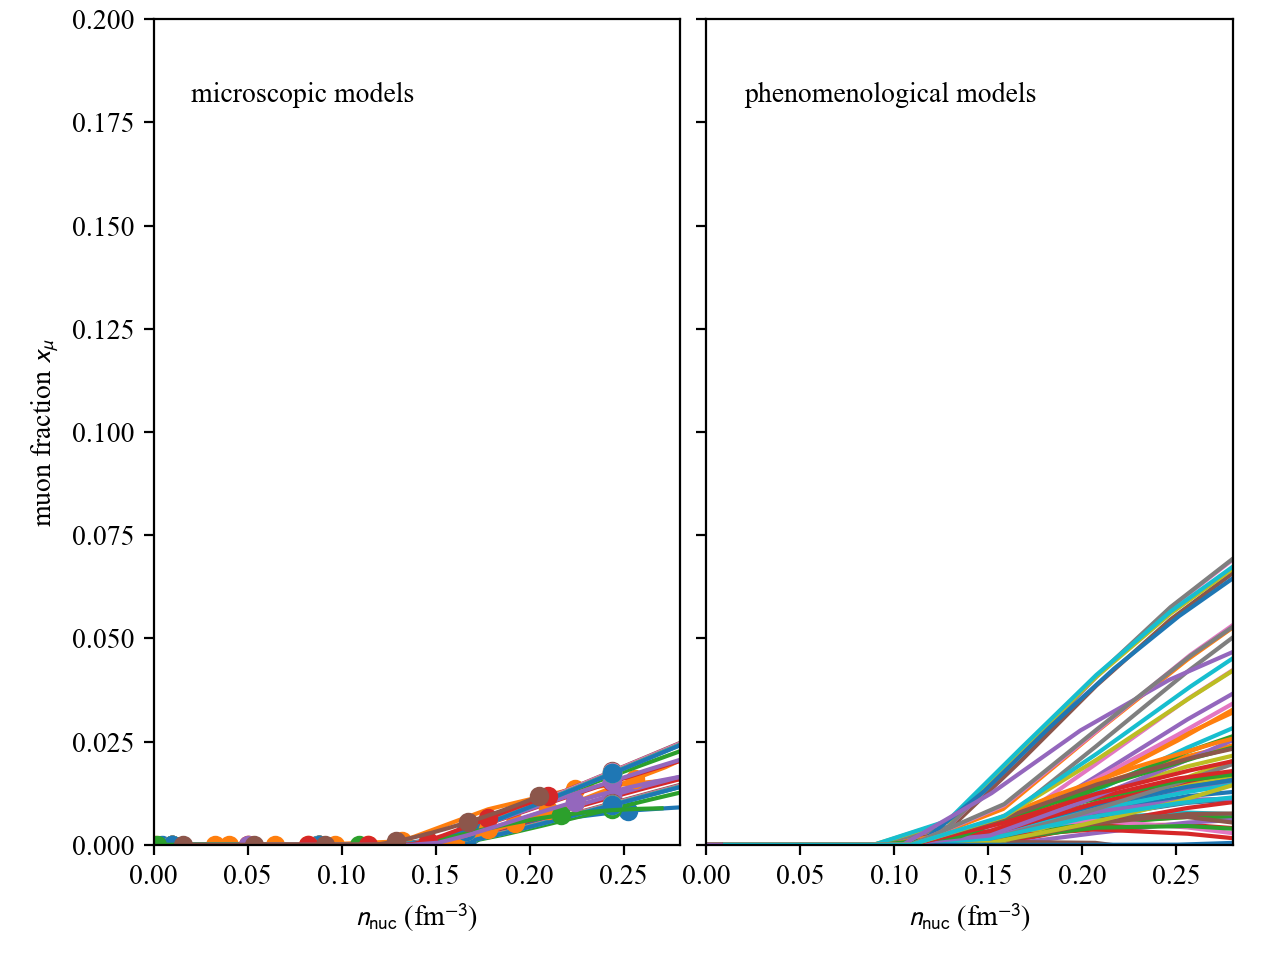 microscopic models
phenomenological models
muon fraction xμ
0.200
0.175
0.150
0.125
0.100
0.075
0.050
0.025
0.000
0.00 0.05 0.10 0.15 0.20 0.25
0.00 0.05 0.10 0.15 0.20 0.25
nnuc (fm⁻³)
nnuc (fm⁻³)